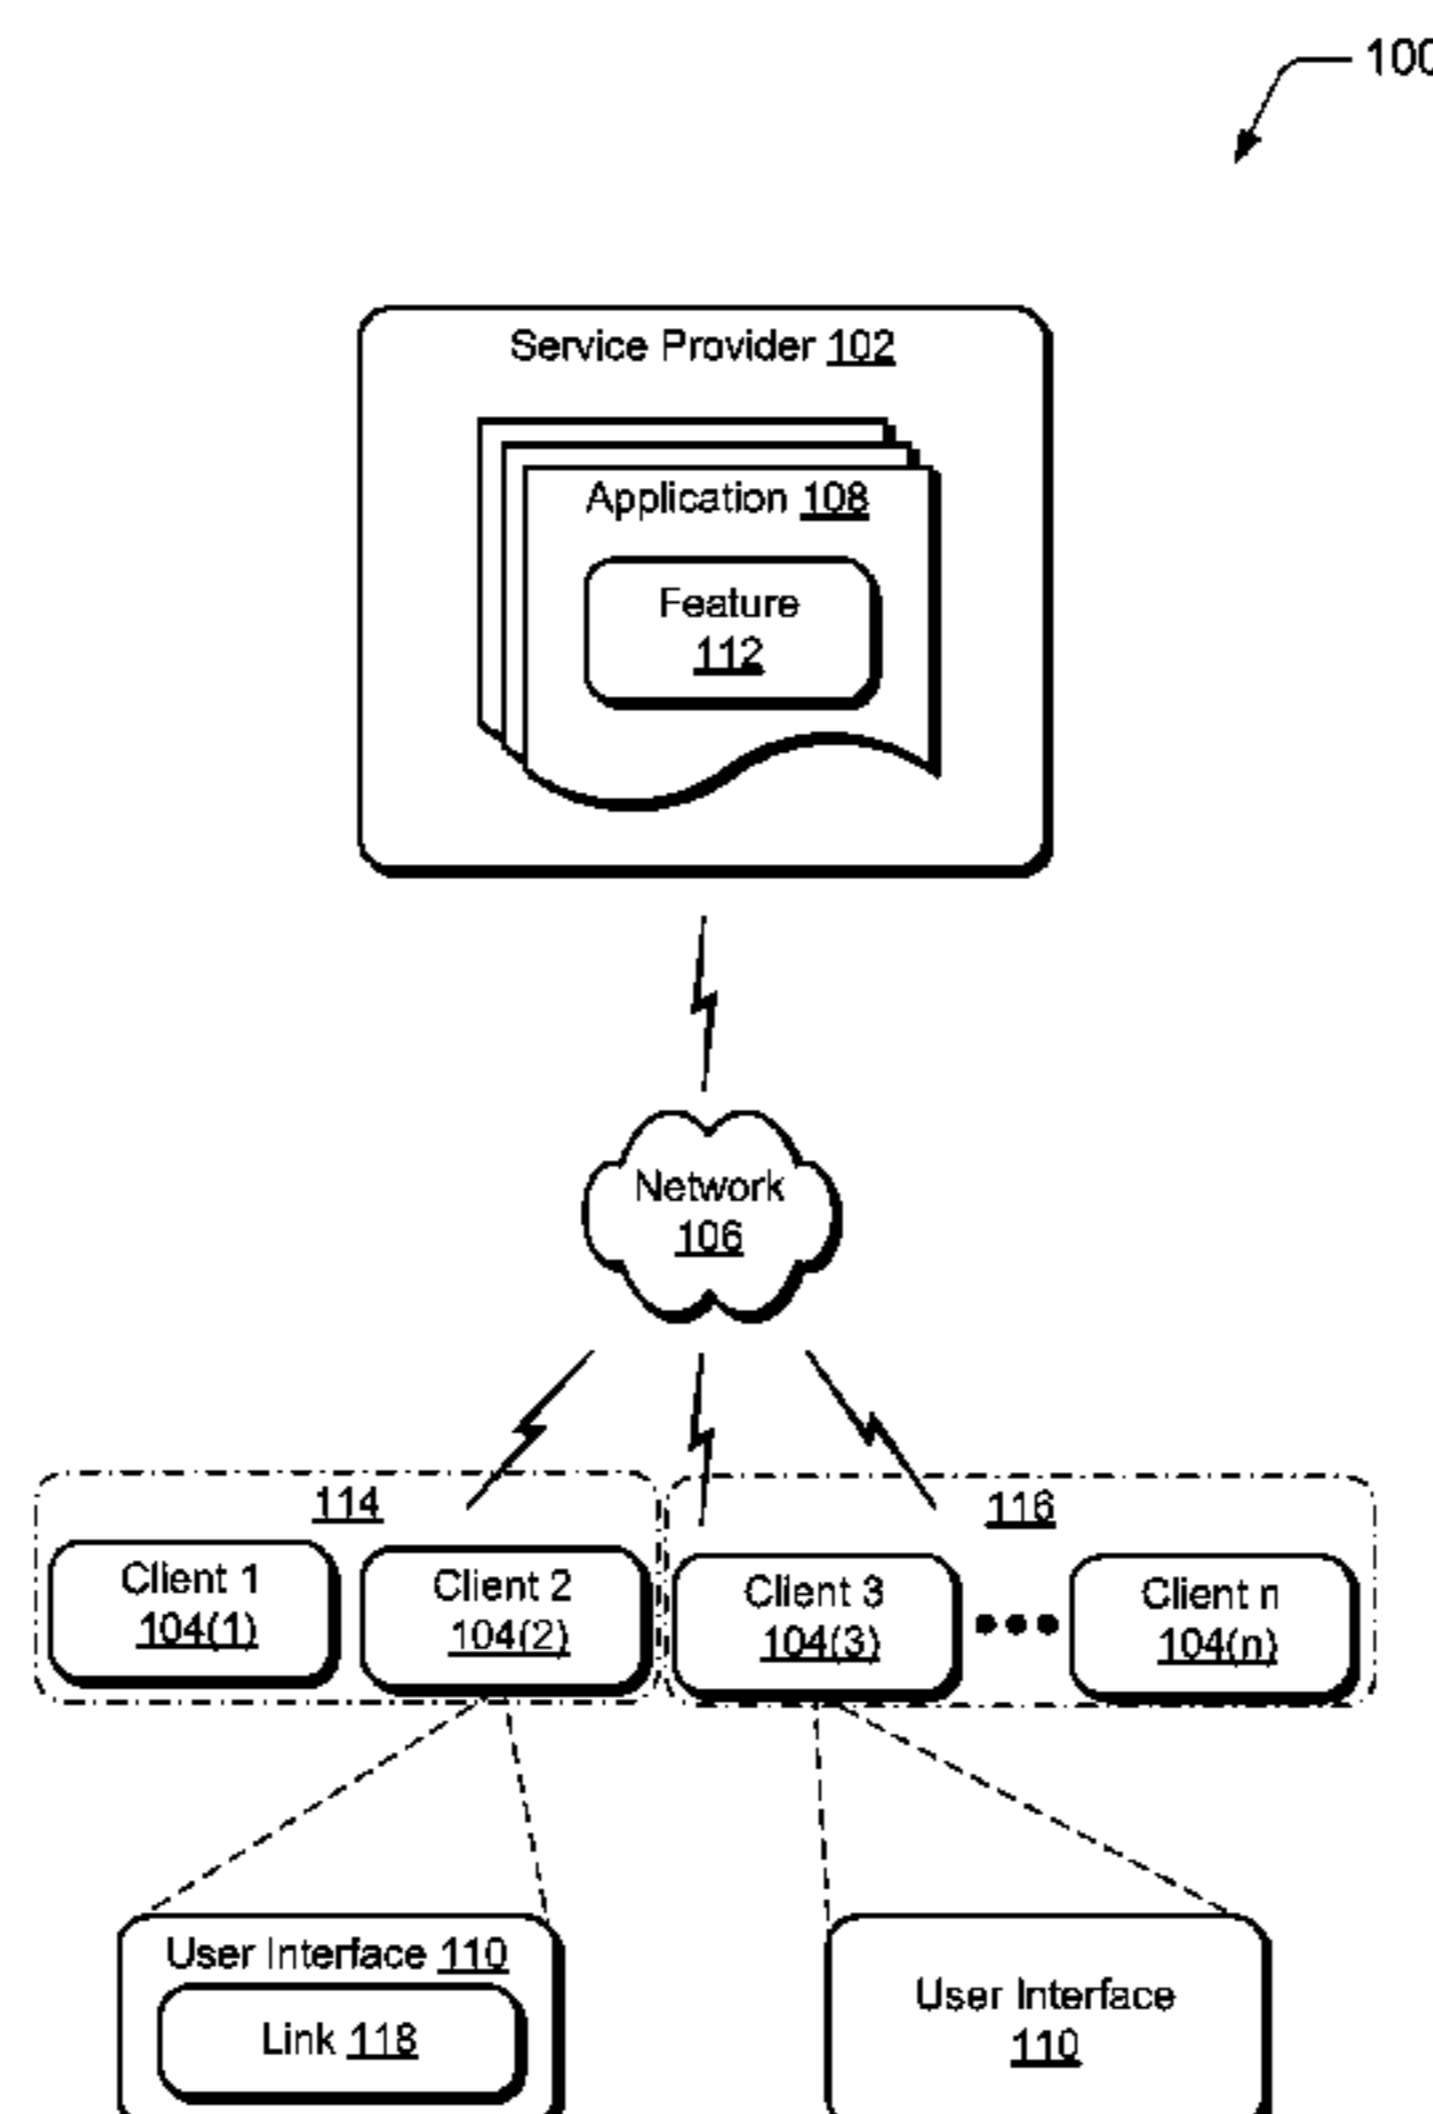 100
Service Provider 102
Application 108
Feature
112
Network
106
114
116
Client 1
104(1)
Client 2
104(2)
Client 3
104(3)
Client n
104(n)
User Interface 110
Link 118
User Interface
110